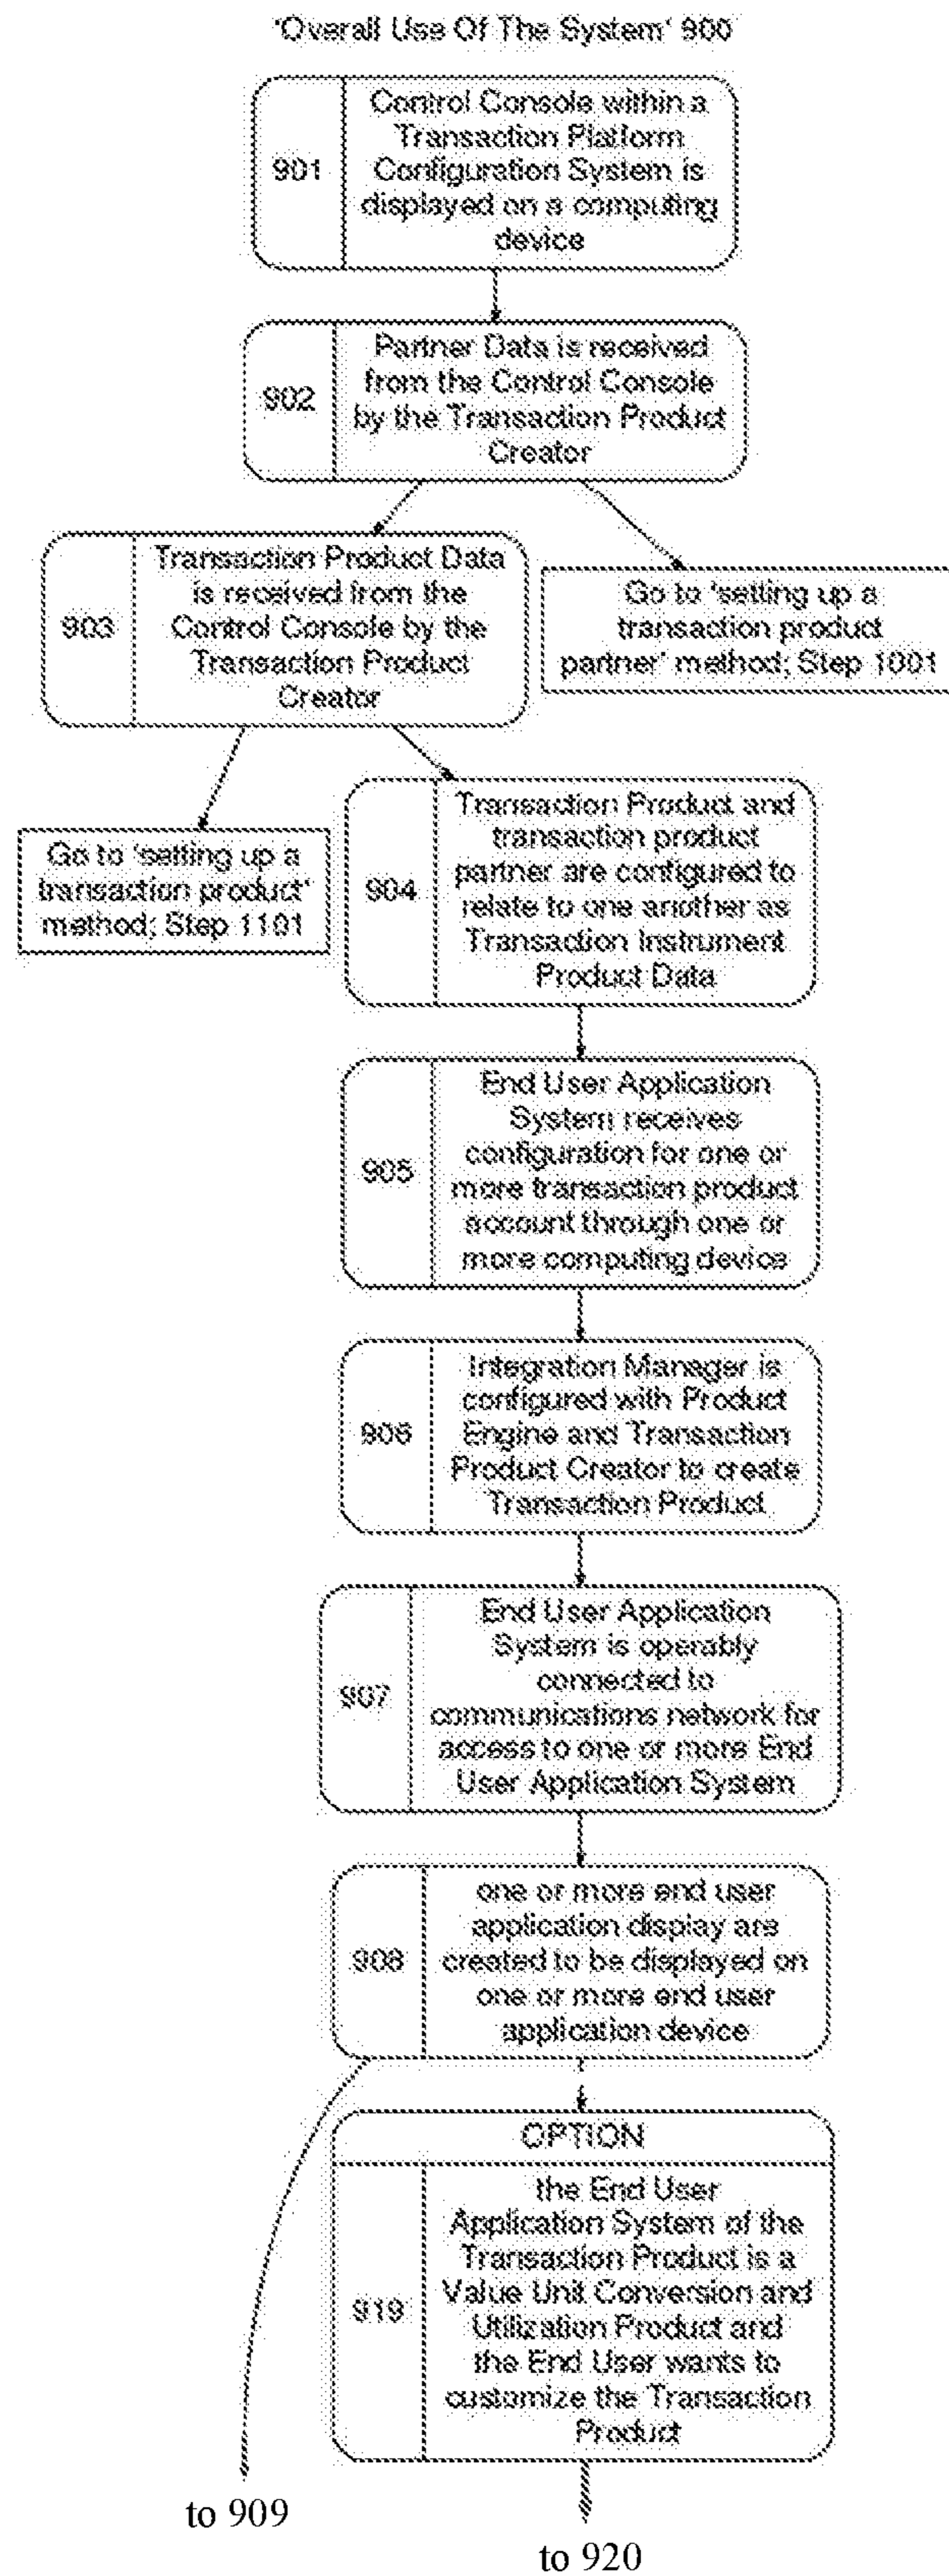 'Overall Use Of The System' 900
901
Control Console within a
Transaction Platform
Configuration System is
displayed on a computing
device
902
Partner Data is received
from the Control Console
by the Transaction Product
Creator
903
Transaction Product Data
is received from the
Control Console by the
Transaction Product
Creator
Go to 'setting up a
transaction product
partner' method; Step 1001
Go to 'setting up a
transaction product'
method; Step 1101
904
Transaction Product and
transaction product
partner are configured to
relate to one another as
Transaction Instrument
Product Data
905
End User Application
System receives
configuration for one or
more transaction product
account through one or
more computing device
906
Integration Manager is
configured with Product
Engine and Transaction
Product Creator to create
Transaction Product
907
End User Application
System is operably
connected to
communications network for
access to one or more End
User Application System
908
one or more end user
application display are
created to be displayed on
one or more end user
application device
OPTION
919
the End User
Application System of the
Transaction Product is a
Value Unit Conversion and
Utilization Product and
the End User wants to
customize the Transaction
Product
to 909
to 920